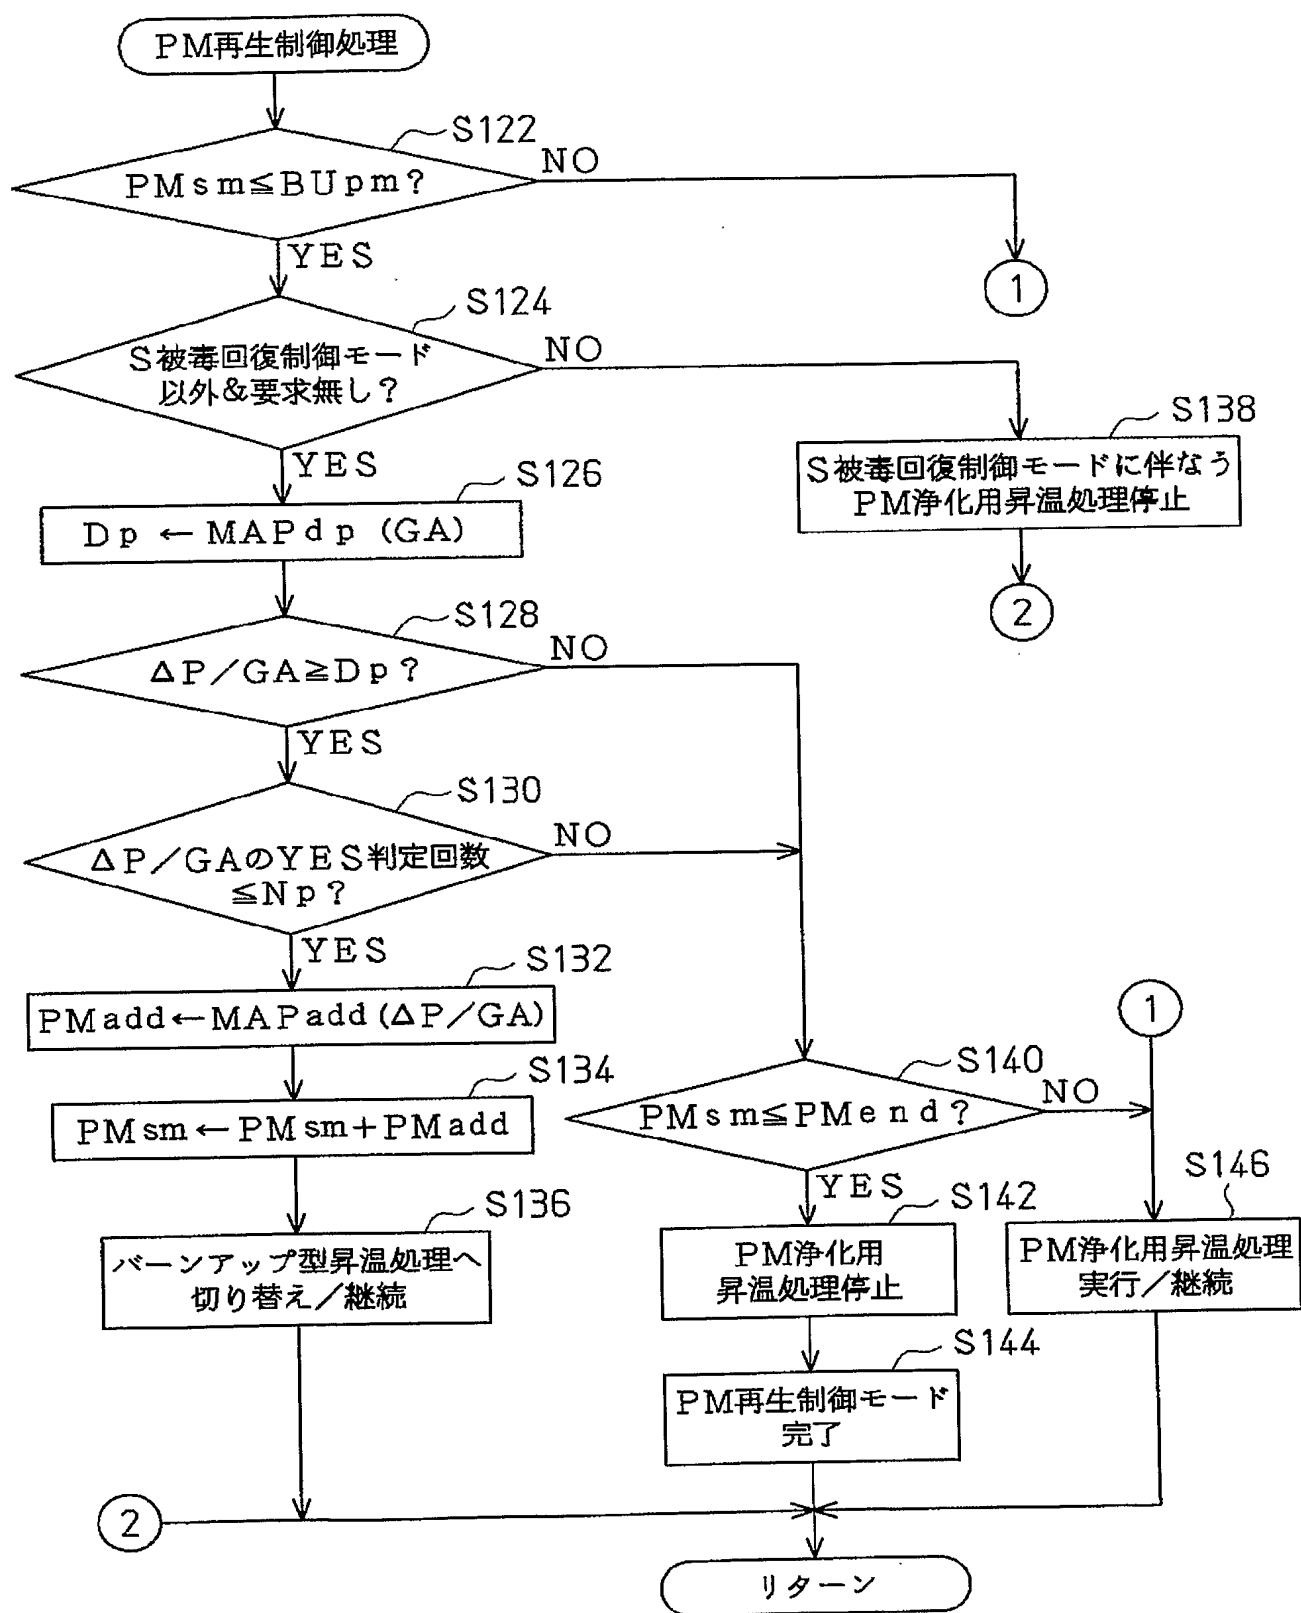 PM再生制御処理
S122
PMsm≦BUpm?
NO
YES
1
S124
S被毒回復制御モード
以外&要求無し?
NO
YES
S138
S被毒回復制御モードに伴なう
PM浄化用昇温処理停止
2
S126
Dp ← MAPdp (GA)
S128
ΔP/GA≧Dp?
NO
YES
S130
ΔP/GAのYES判定回数
≦Np?
NO
YES
S132
PMadd←MAPadd(ΔP/GA)
S134
PMsm←PMsm+PMadd
S136
バーンアップ型昇温処理へ
切り替え/継続
1
S140
PMsm≦PMend?
NO
YES
S142
PM浄化用
昇温処理停止
S146
PM浄化用昇温処理
実行/継続
S144
PM再生制御モード
完了
2
リターン